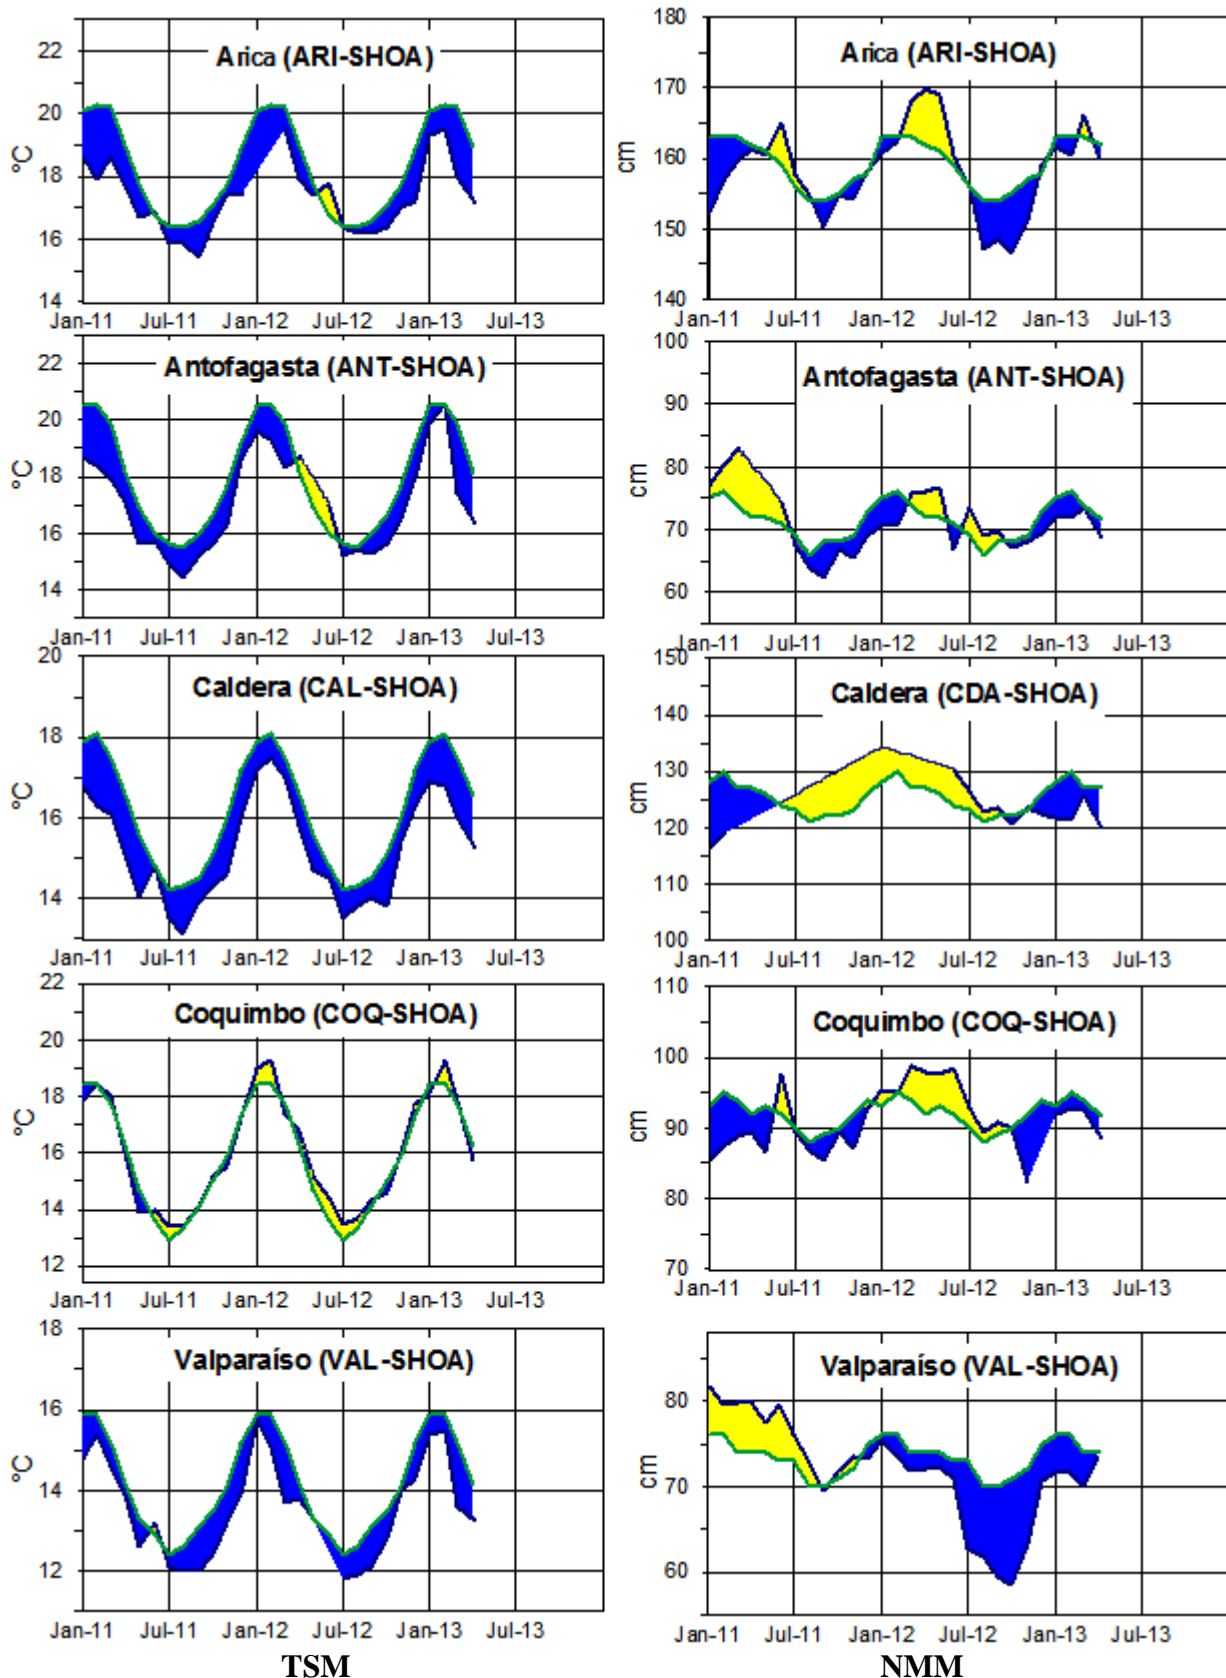 Arica (ARI-SHOA)
°C
22
20
18
16
14
Jan-11 Jul-11 Jan-12 Jul-12 Jan-13 Jul-13
Arica (ARI-SHOA)
cm
180
170
160
150
140
Jan-11 Jul-11 Jan-12 Jul-12 Jan-13 Jul-13
Antofagasta (ANT-SHOA)
°C
22
20
18
16
14
Jan-11 Jul-11 Jan-12 Jul-12 Jan-13 Jul-13
Antofagasta (ANT-SHOA)
cm
100
90
80
70
60
Jan-11 Jul-11 Jan-12 Jul-12 Jan-13 Jul-13
Caldera (CAL-SHOA)
°C
20
18
16
14
Jan-11 Jul-11 Jan-12 Jul-12 Jan-13 Jul-13
Caldera (CDA-SHOA)
cm
150
140
130
120
110
100
Jan-11 Jul-11 Jan-12 Jul-12 Jan-13 Jul-13
Coquimbo (COQ-SHOA)
°C
22
20
18
16
14
12
Jan-11 Jul-11 Jan-12 Jul-12 Jan-13 Jul-13
Coquimbo (COQ-SHOA)
cm
110
100
90
80
70
Jan-11 Jul-11 Jan-12 Jul-12 Jan-13 Jul-13
Valparaíso (VAL-SHOA)
°C
18
16
14
12
Jan-11 Jul-11 Jan-12 Jul-12 Jan-13 Jul-13
Valparaíso (VAL-SHOA)
cm
80
70
60
Jan-11 Jul-11 Jan-12 Jul-12 Jan-13 Jul-13
TSM
NMM